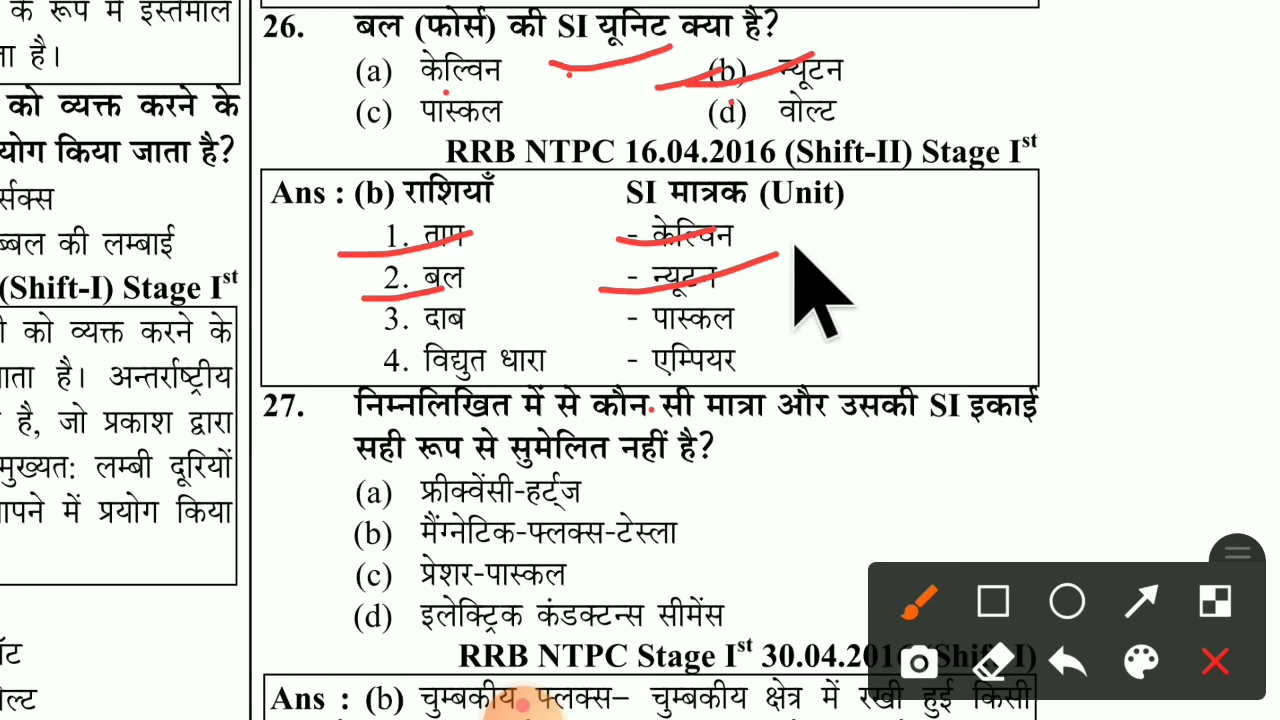 के रूप में इस्तेमाल
ता है।
को व्यक्त करने के
योग किया जाता है?
र्सक्स
ब्बल की लम्बाई
(Shift-I) Stage Ist
ी को व्यक्त करने के
ाता है। अन्तर्राष्ट्रीय
है, जो प्रकाश द्वारा
मुख्यत: लम्बी दूरियों
ापने में प्रयोग किया
ॉट
ोल्ट
26. बल (फोर्स) की SI यूनिट क्या है?
(a) केल्विन (b) न्यूटन
(c) पास्कल (d) वोल्ट
RRB NTPC 16.04.2016 (Shift-II) Stage Ist
Ans : (b) राशियाँ SI मात्रक (Unit)
1. ताप - केल्विन
2. बल - न्यूटन
3. दाब - पास्कल
4. विद्युत धारा - एम्पियर
27. निम्नलिखित में से कौन सी मात्रा और उसकी SI इकाई
सही रूप से सुमेलित नहीं है?
(a) फ्रीक्वेंसी-हर्ट्ज
(b) मैंग्नेटिक-फ्लक्स-टेस्ला
(c) प्रेशर-पास्कल
(d) इलेक्ट्रिक कंडक्टन्स सीमेंस
RRB NTPC Stage Ist 30.04.2016 (Shift-I)
Ans : (b) चुम्बकीय फ्लक्स– चुम्बकीय क्षेत्र में रखी हुई किसी